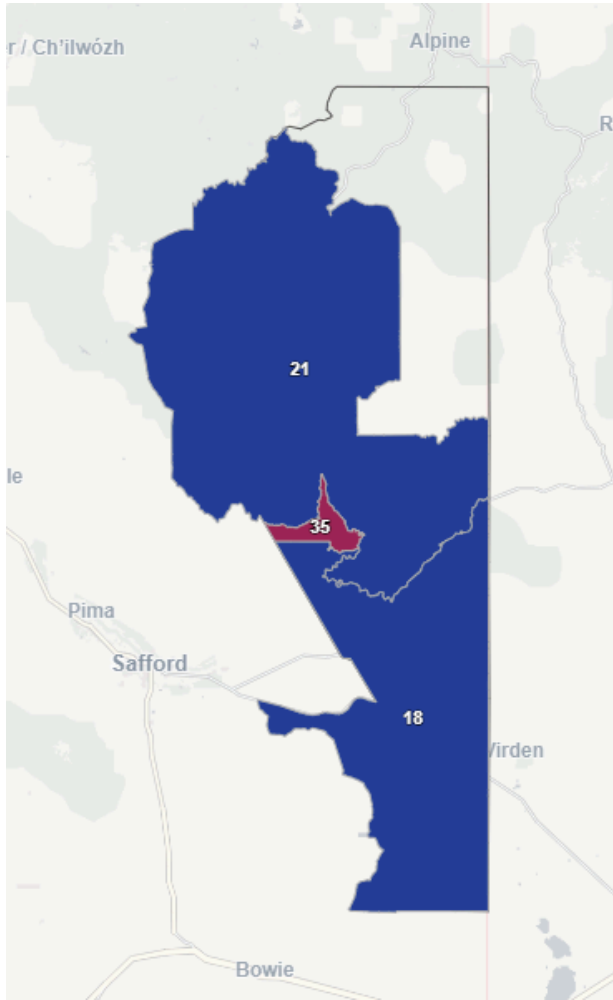 r / Ch'ilwózh
Alpine
R
21
le
35
Pima
Safford
18
Virden
Bowie